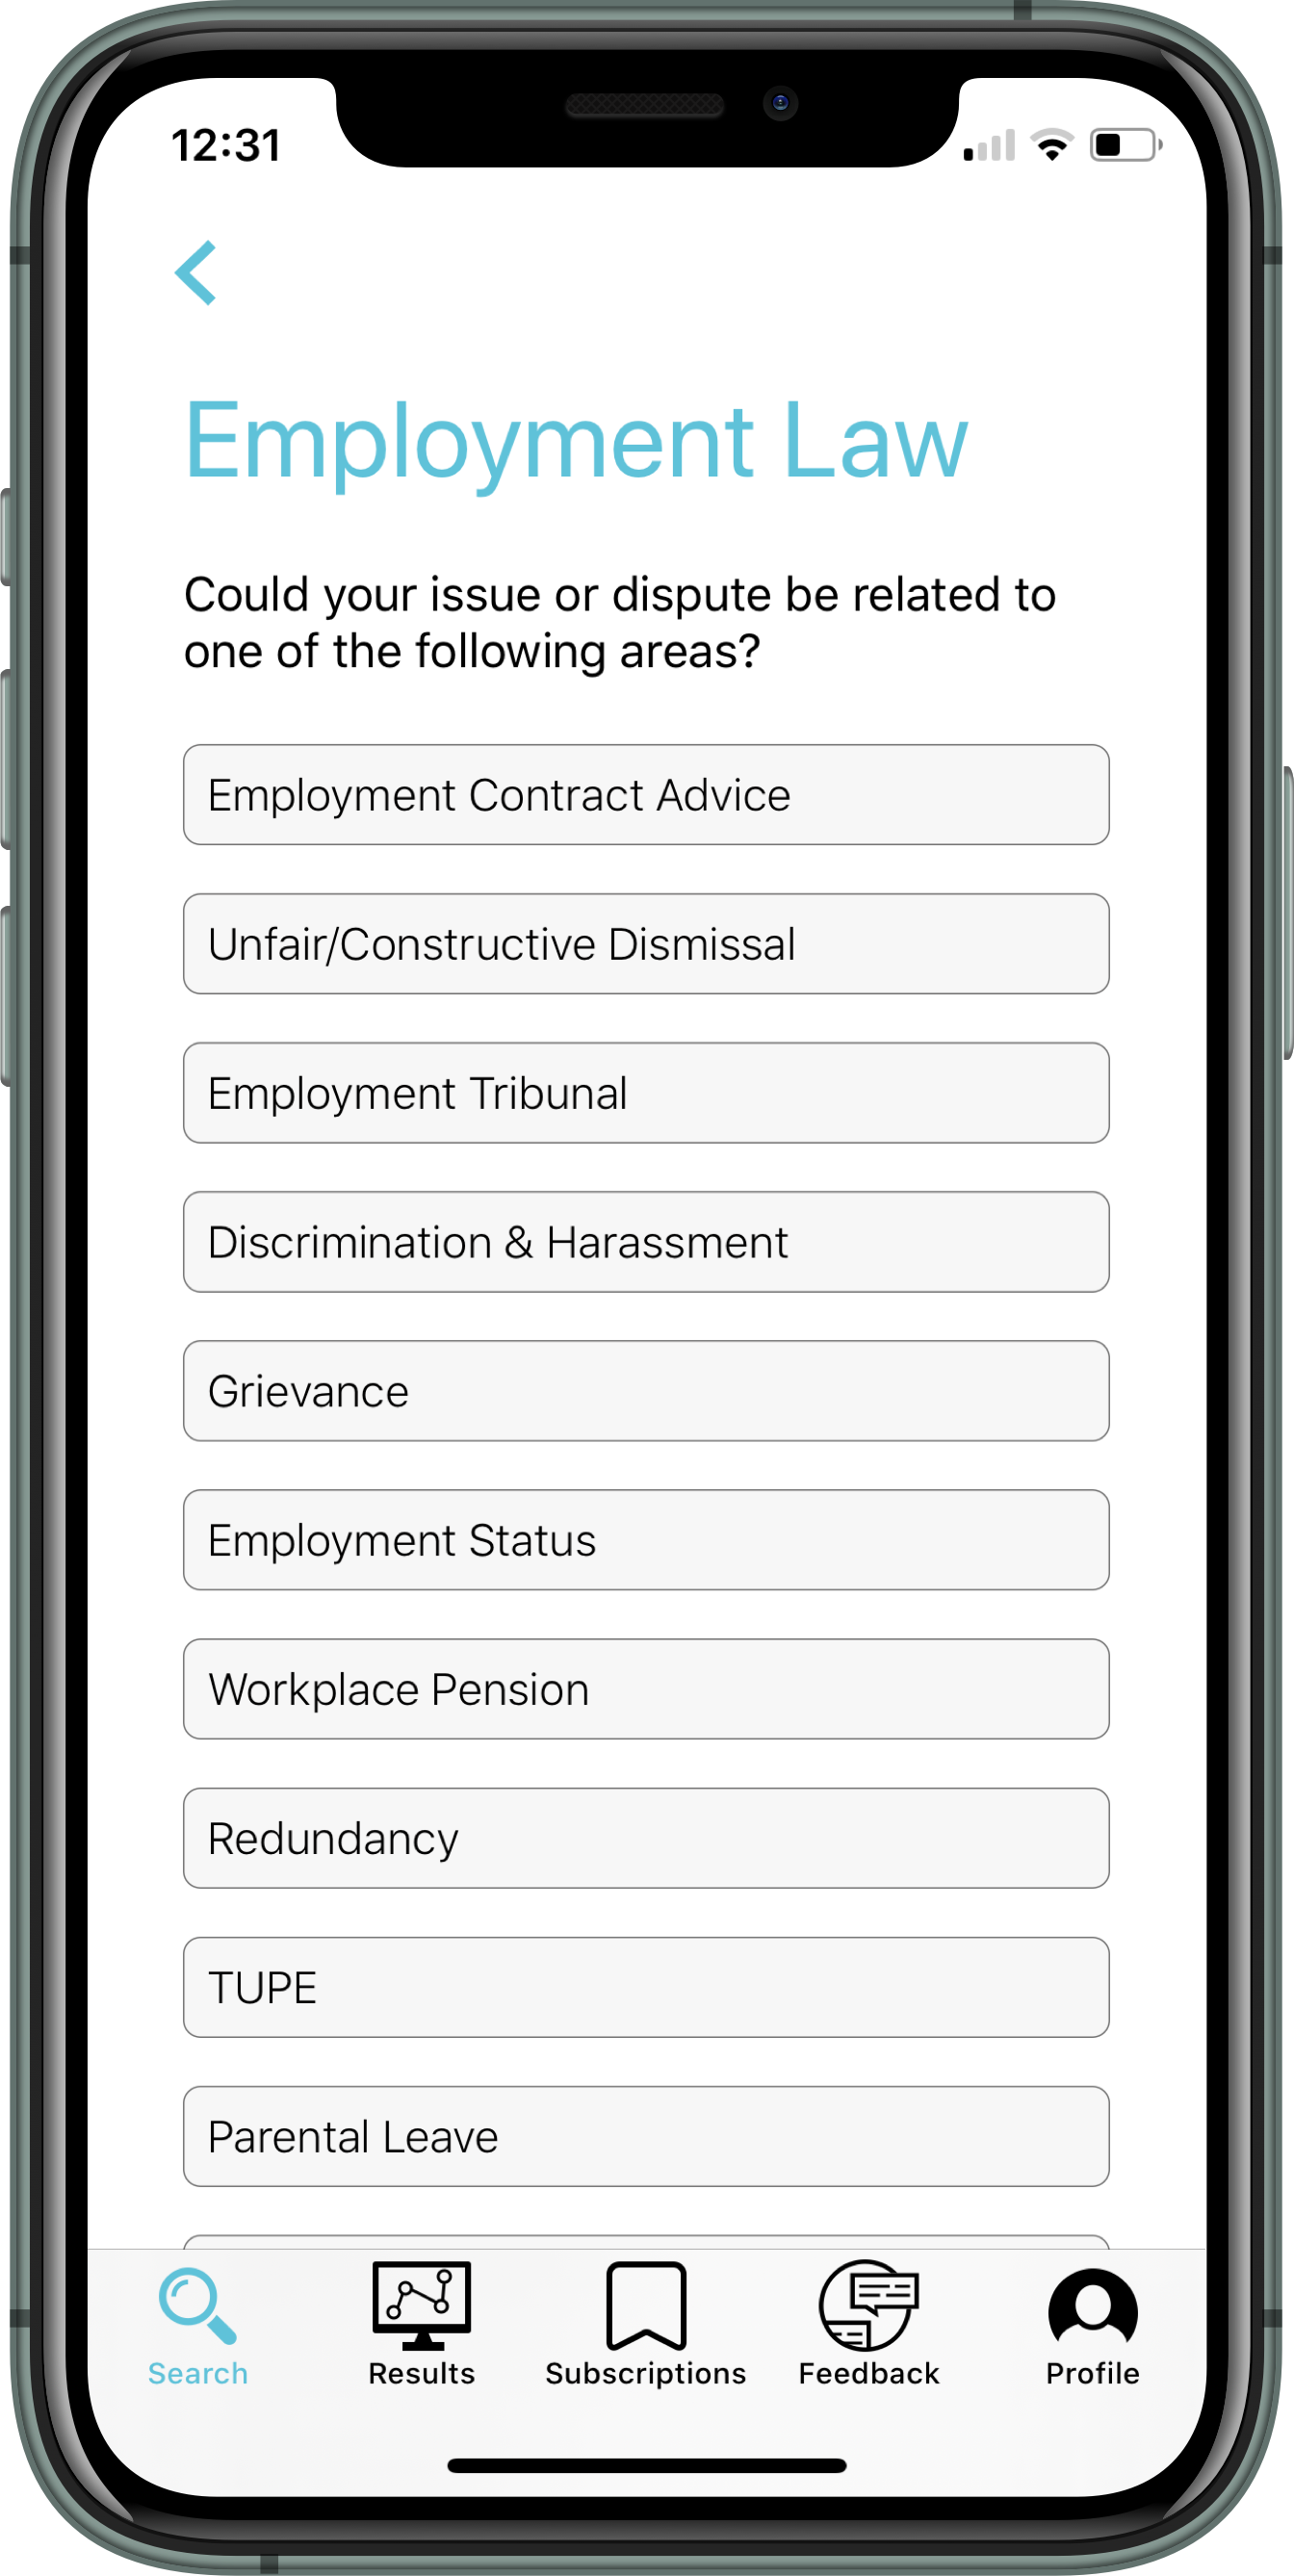 12:31
Employment Law
Could your issue or dispute be related to
one of the following areas?
Employment Contract Advice
Unfair/Constructive Dismissal
Employment Tribunal
Discrimination & Harassment
Grievance
Employment Status
Workplace Pension
Redundancy
TUPE
Parental Leave
Search
Results
Subscriptions
Feedback
Profile